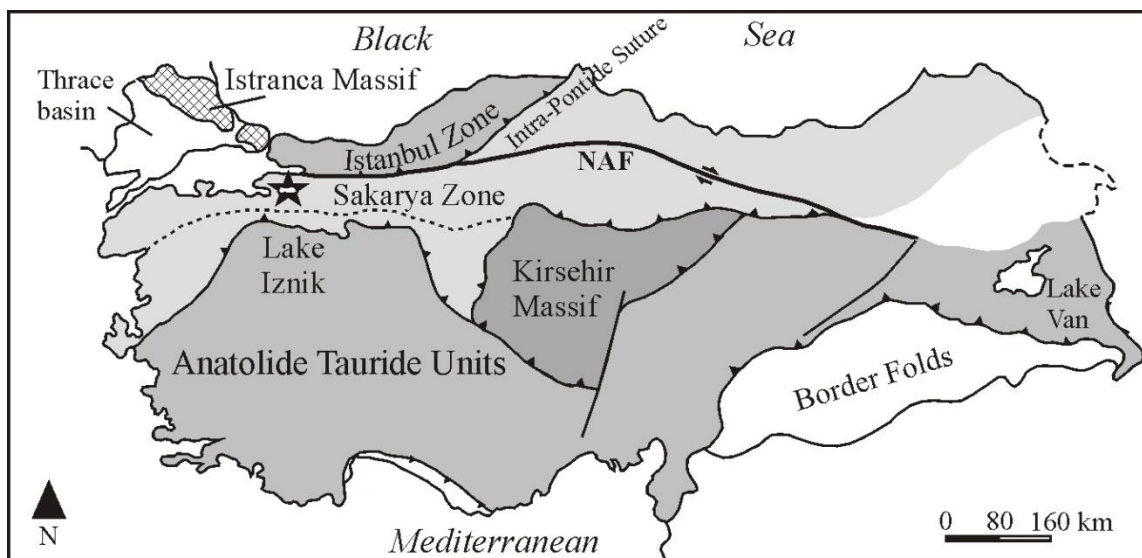 Black
Sea
Thrace
basin
Istranca Massif
Istanbul Zone
Intra-Pontide Suture
NAF
Sakarya Zone
Lake
Iznik
Kirsehir
Massif
Lake
Van
Anatolide Tauride Units
Border Folds
N
Mediterranean
0 80 160 km